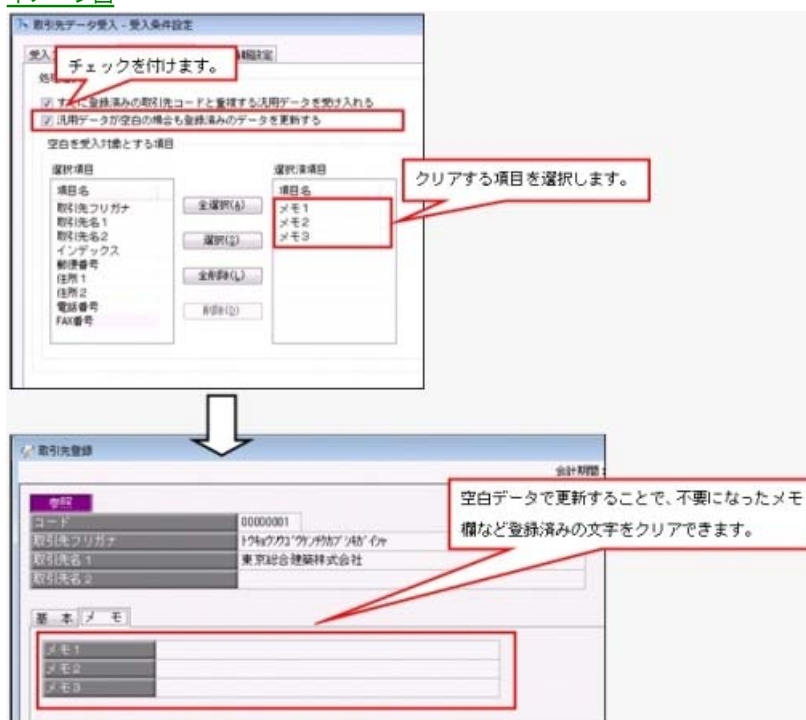 取引先データ受入 - 受入条件設定
チェックを付けます。
すでに登録済みの取引先コードと重複する汎用データを受け入れる
汎用データが空白の場合も登録済みのデータを更新する
空白を受入対象とする項目
選択項目
選択済項目
項目名
取引先フリガナ
取引先名1
取引先名2
インデックス
郵便番号
住所1
住所2
電話番号
FAX番号
全選択(A)
選択(S)
全削除(L)
削除(D)
項目名
メモ1
メモ2
メモ3
クリアする項目を選択します。
取引先登録
会計期間:
参照
コード 00000001
取引先フリガナ
取引先名1 東京総合建築株式会社
取引先名2
空白データで更新することで、不要になったメモ
欄など登録済みの文字をクリアできます。
基 本 メ モ
メモ1
メモ2
メモ3